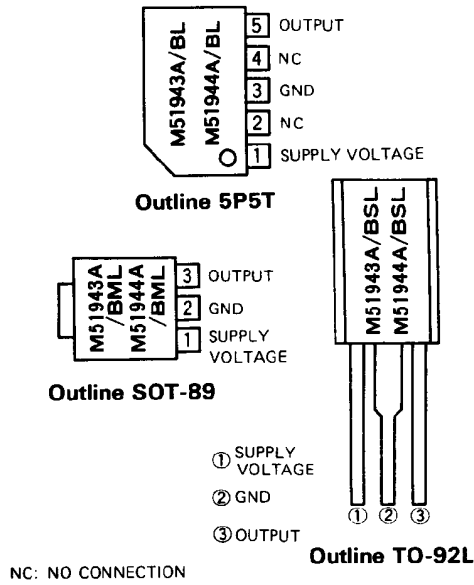 M51943A/BL
M51944A/BL
5 OUTPUT
4 NC
3 GND
2 NC
1 SUPPLY VOLTAGE
Outline 5P5T
M51943A
/BML
M51944A
/BML
3 OUTPUT
2 GND
1 SUPPLY
VOLTAGE
Outline SOT-89
M51943A/BSL
M51944A/BSL
① SUPPLY
VOLTAGE
② GND
③ OUTPUT
① ② ③
Outline TO-92L
NC: NO CONNECTION